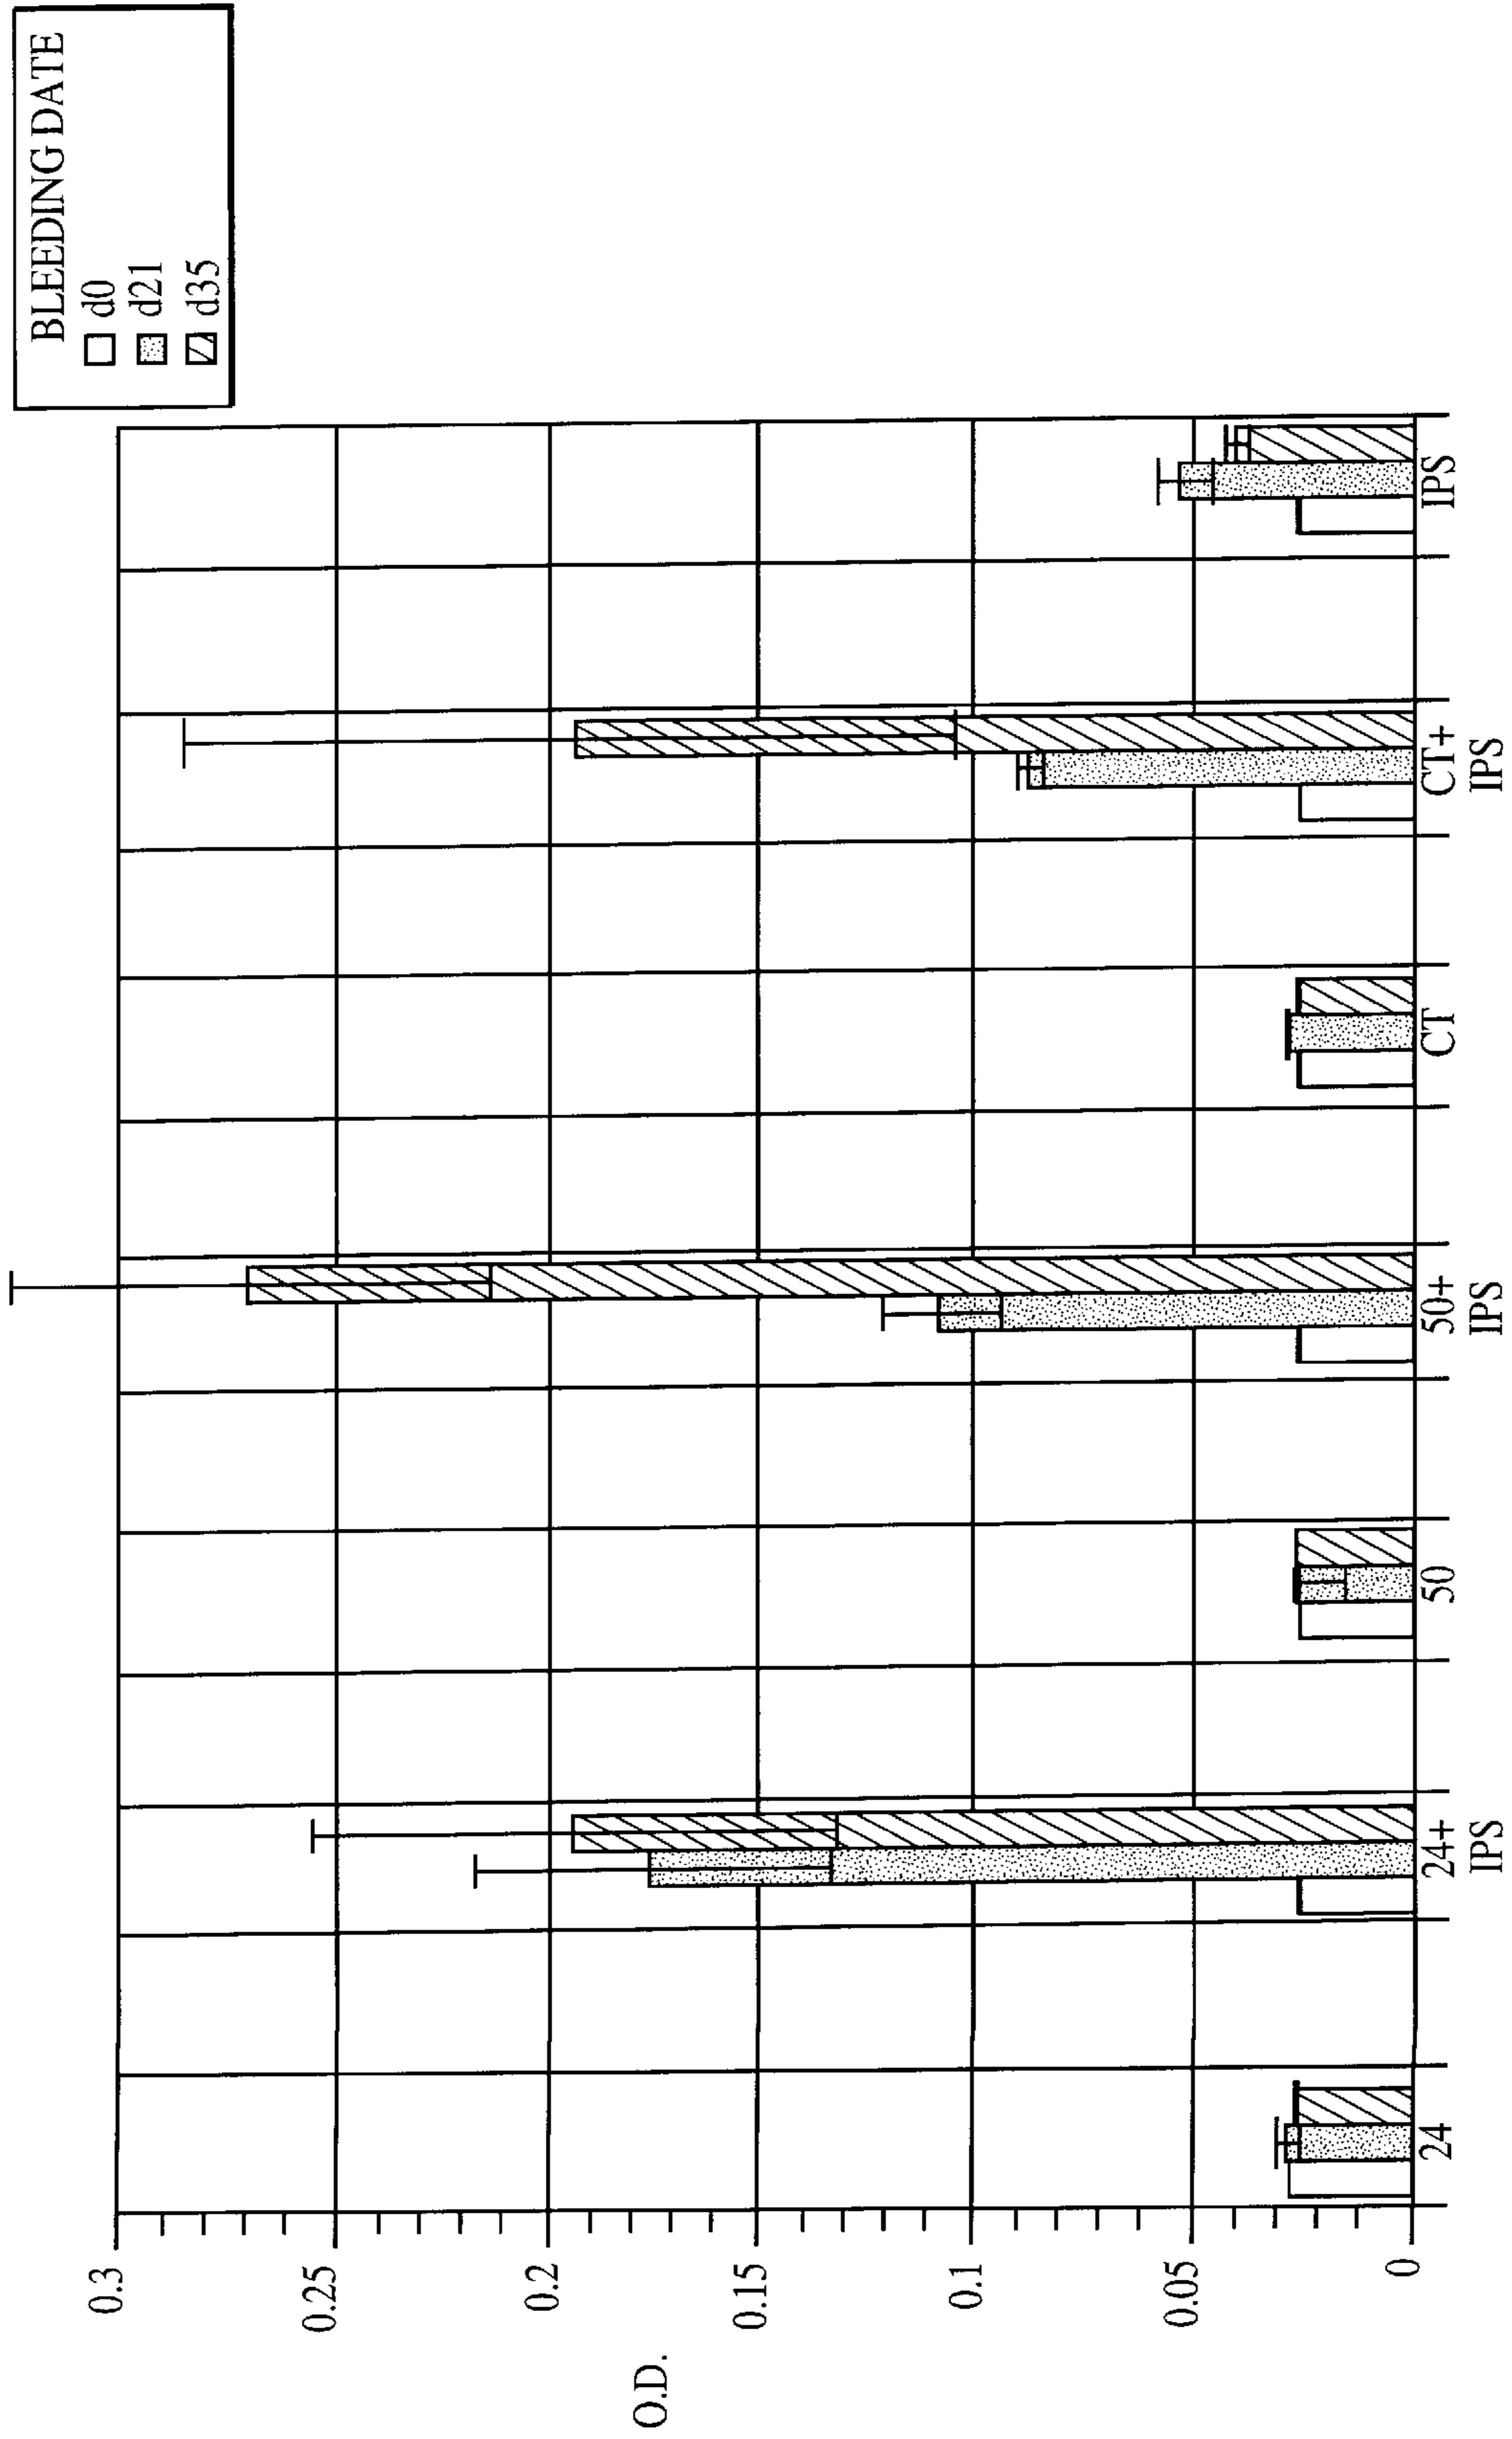 BLEEDING DATE
d0
d21
d35
O.D.
0.3
0.25
0.2
0.15
0.1
0.05
0
24
24+
IPS
50
50+
IPS
CT
CT+
IPS
IPS